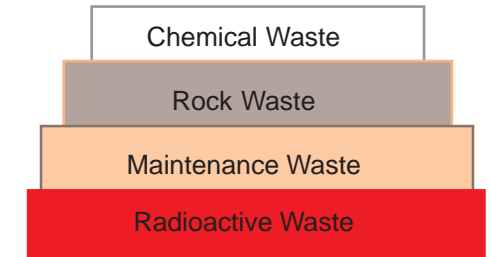 Chemical Waste
Rock Waste
Maintenance Waste
Radioactive Waste